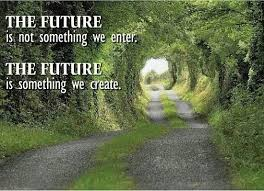 THE FUTURE
is not something we enter.
THE FUTURE
is something we create.